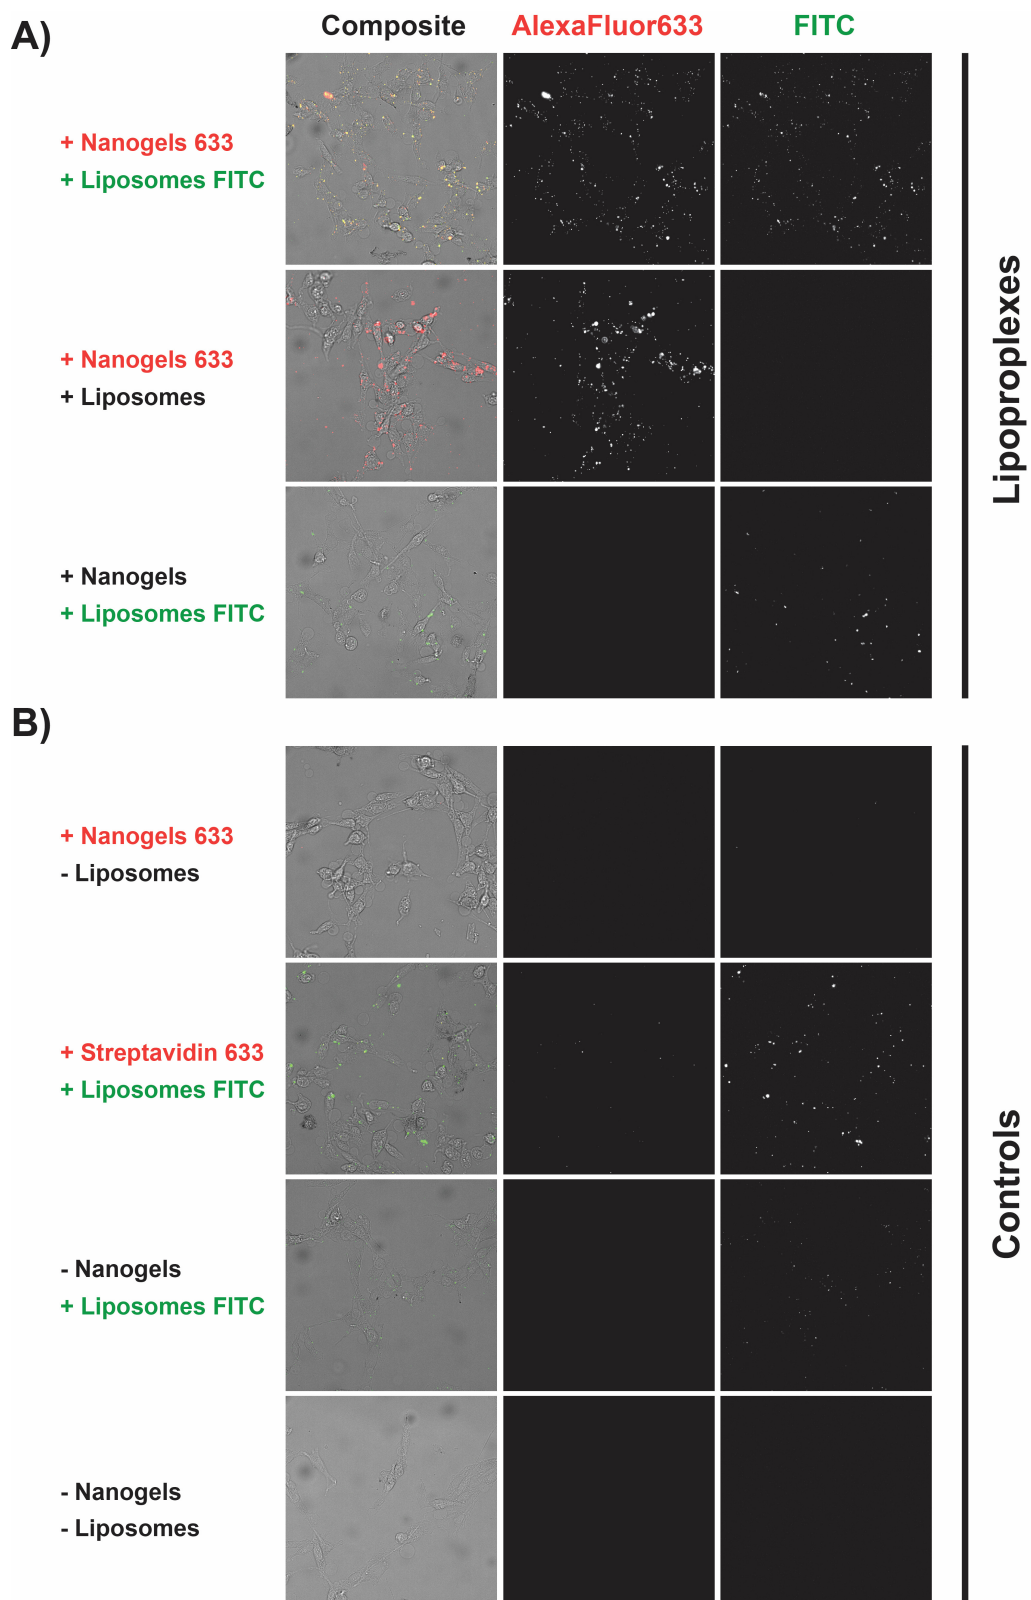 A)
Composite
AlexaFluor633
FITC
+ Nanogels 633
+ Liposomes FITC
+ Nanogels 633
+ Liposomes
+ Nanogels
+ Liposomes FITC
Lipoproplexes
B)
+ Nanogels 633
- Liposomes
+ Streptavidin 633
+ Liposomes FITC
- Nanogels
+ Liposomes FITC
- Nanogels
- Liposomes
Controls